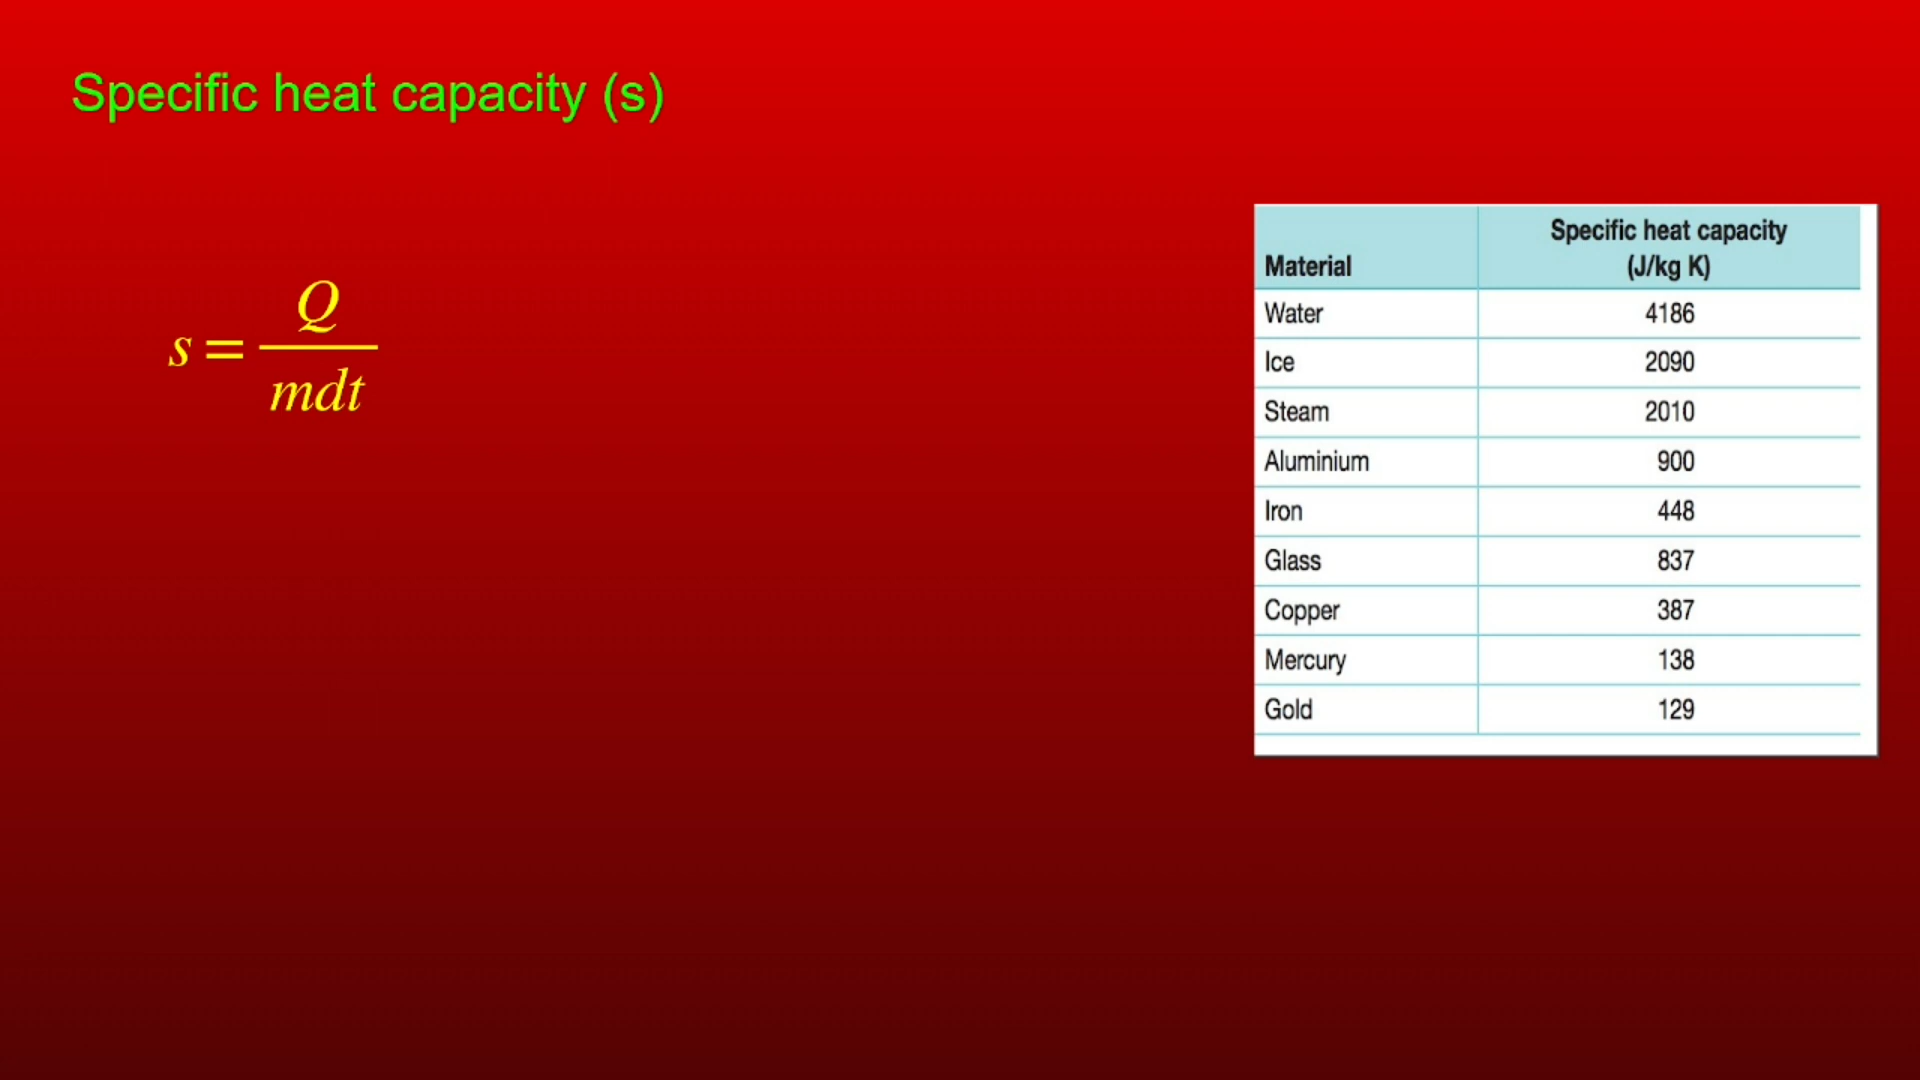 Specific heat capacity (s)
s = Q / mdt
Material Specific heat capacity (J/kg K)
Water 4186
Ice 2090
Steam 2010
Aluminium 900
Iron 448
Glass 837
Copper 387
Mercury 138
Gold 129